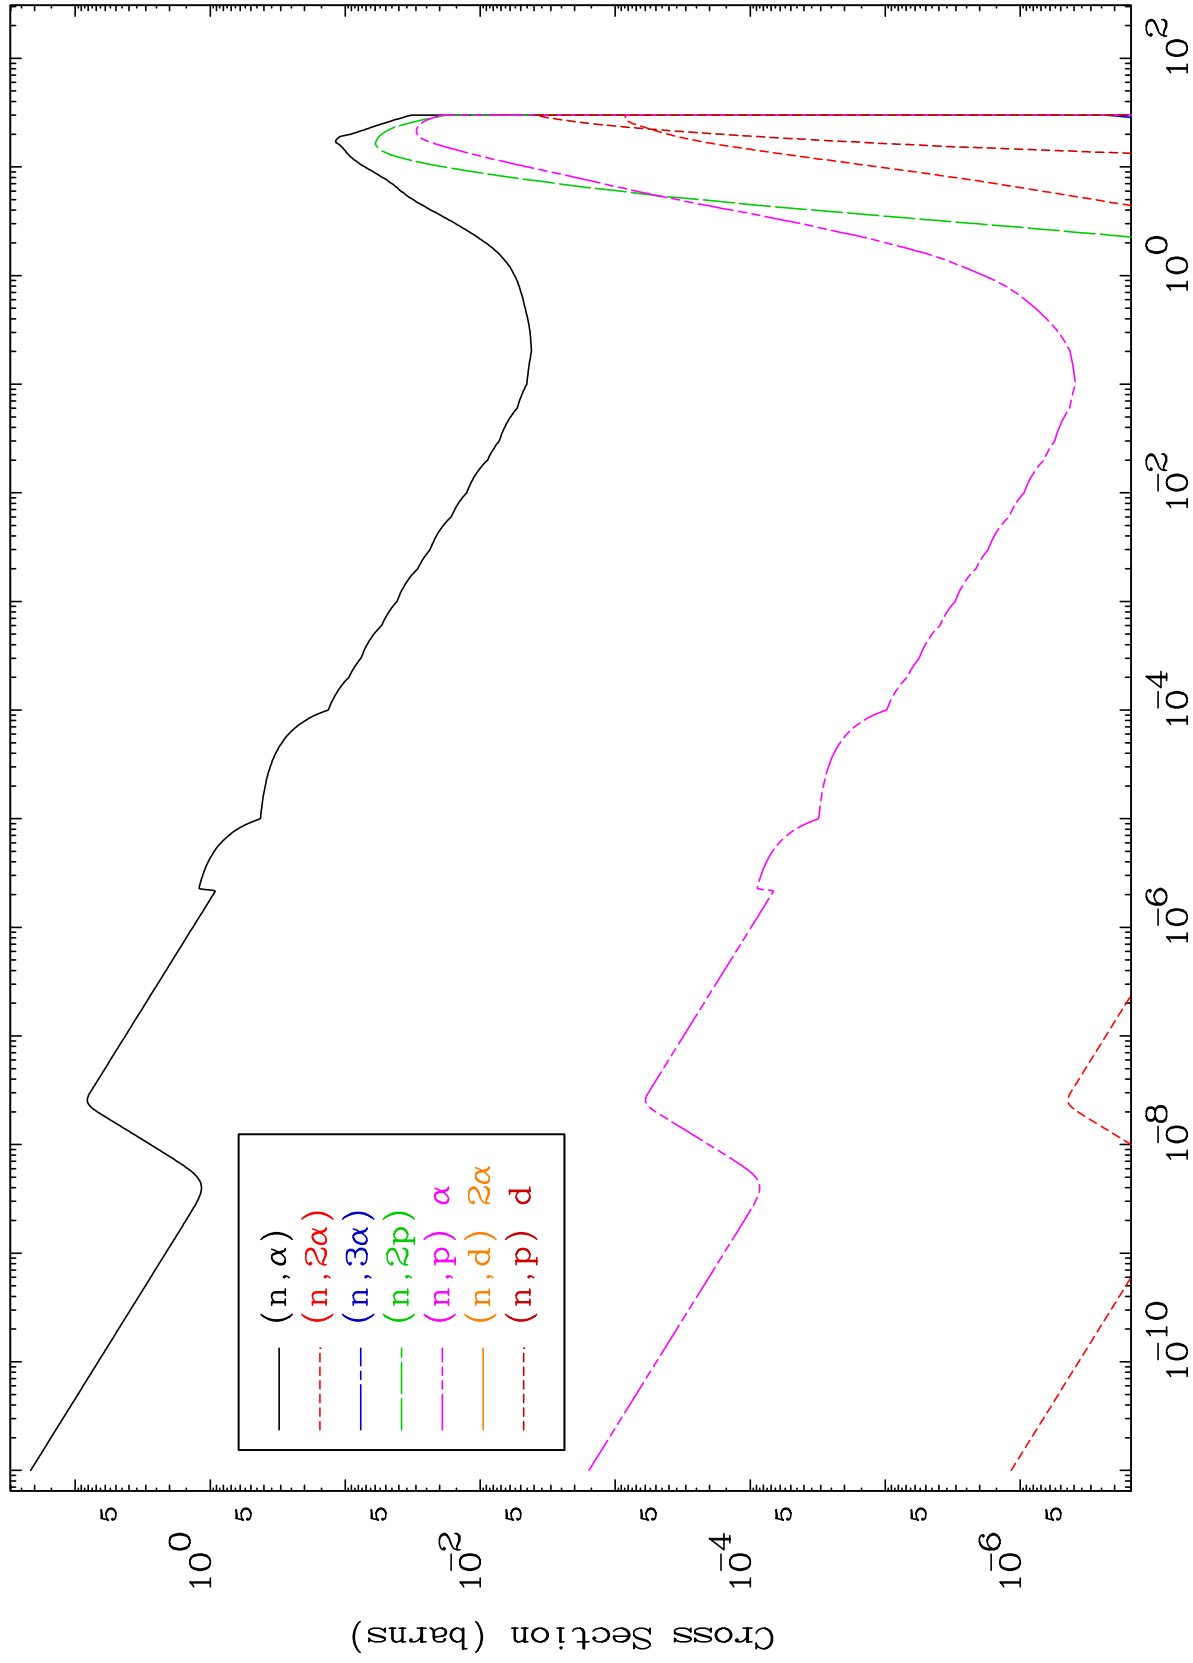 Cross Section (barns)
10^0
10^-2
10^-4
10^-6
5
5
5
5
5
5
5
5
(n,α)
(n,2α)
(n,3α)
(n,2p)
(n,p) α
(n,d) 2α
(n,p) d
10^-10
10^-8
10^-6
10^-4
10^-2
10^0
10^2